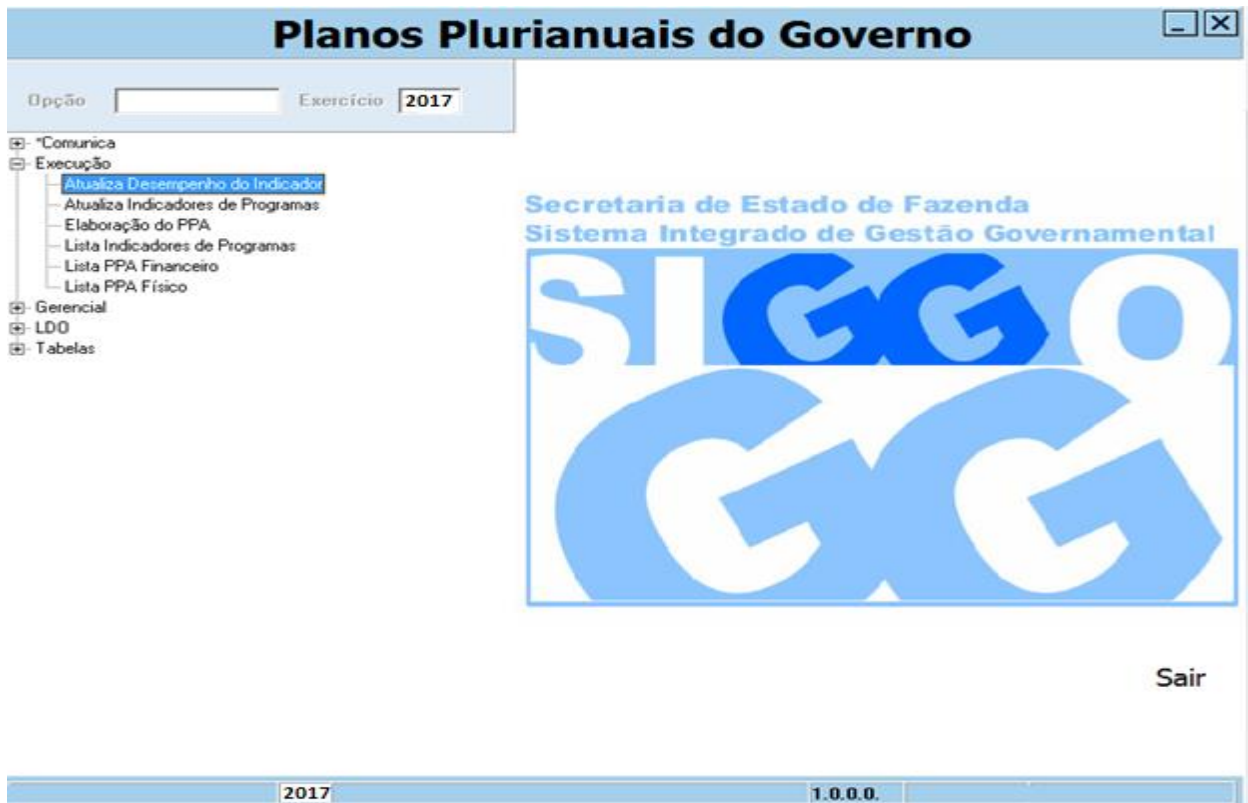 Planos Plurianuais do Governo
Opção Exercício 2017
*Comunica
Execução
Atualiza Desempenho do Indicador
Atualiza Indicadores de Programas
Elaboração do PPA
Lista Indicadores de Programas
Lista PPA Financeiro
Lista PPA Físico
Gerencial
LDO
Tabelas
Secretaria de Estado de Fazenda
Sistema Integrado de Gestão Governamental
SIGGO
GG
Sair
2017 1.0.0.0.